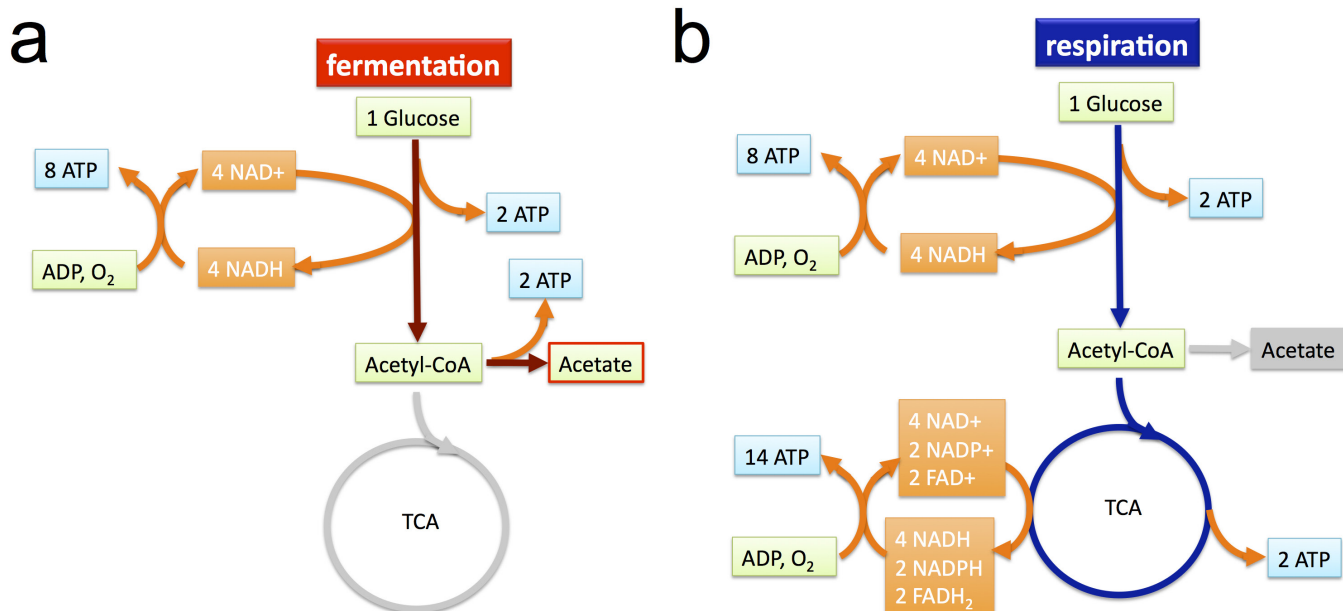 a
fermentation
1 Glucose
8 ATP
4 NAD+
2 ATP
ADP, O₂
4 NADH
2 ATP
Acetyl-CoA
Acetate
TCA
b
respiration
1 Glucose
8 ATP
4 NAD+
2 ATP
ADP, O₂
4 NADH
Acetyl-CoA
Acetate
14 ATP
4 NAD+
2 NADP+
2 FAD+
TCA
ADP, O₂
4 NADH
2 NADPH
2 FADH₂
2 ATP